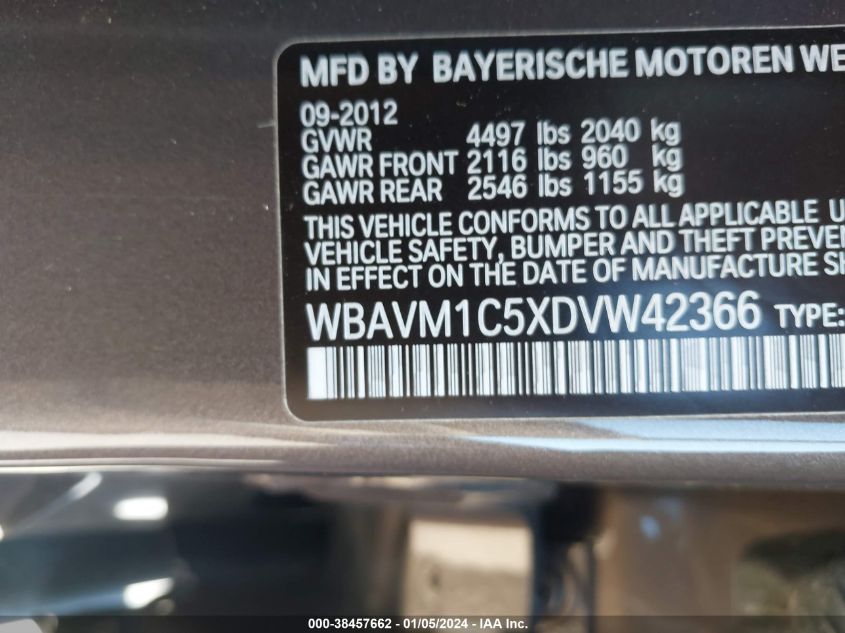 MFD BY BAYERISCHE MOTOREN WE
09-2012
GVWR 4497 lbs 2040 kg
GAWR FRONT 2116 lbs 960 kg
GAWR REAR 2546 lbs 1155 kg
THIS VEHICLE CONFORMS TO ALL APPLICABLE U
VEHICLE SAFETY, BUMPER AND THEFT PREVEN
IN EFFECT ON THE DATE OF MANUFACTURE SH
WBAVM1C5XDVW42366 TYPE:
000-38457662 - 01/05/2024 - IAA Inc.